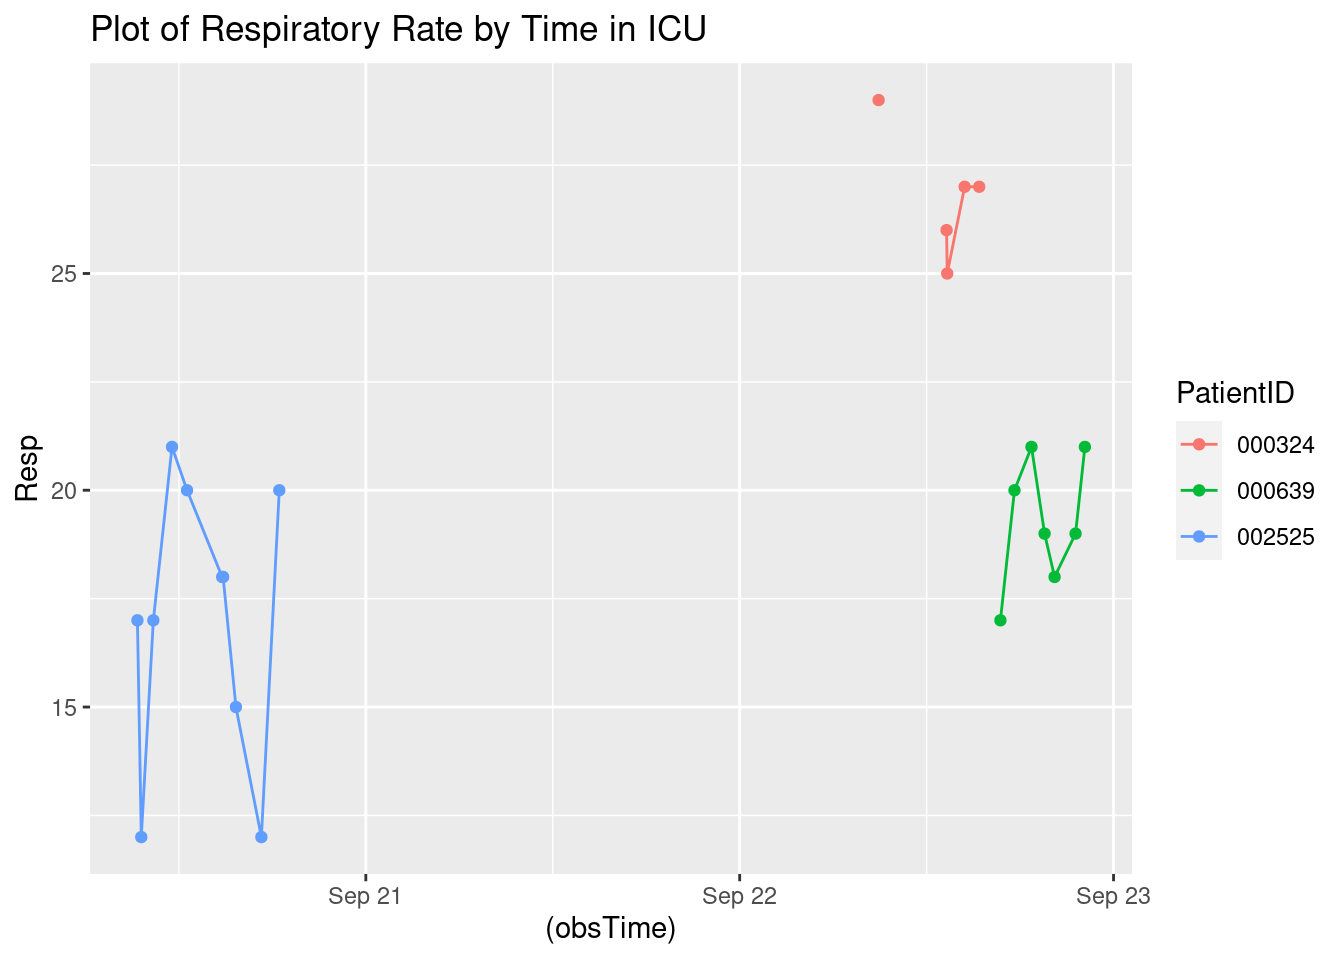 Plot of Respiratory Rate by Time in ICU
Resp
25
20
15
Sep 21
Sep 22
Sep 23
(obsTime)
PatientID
000324
000639
002525